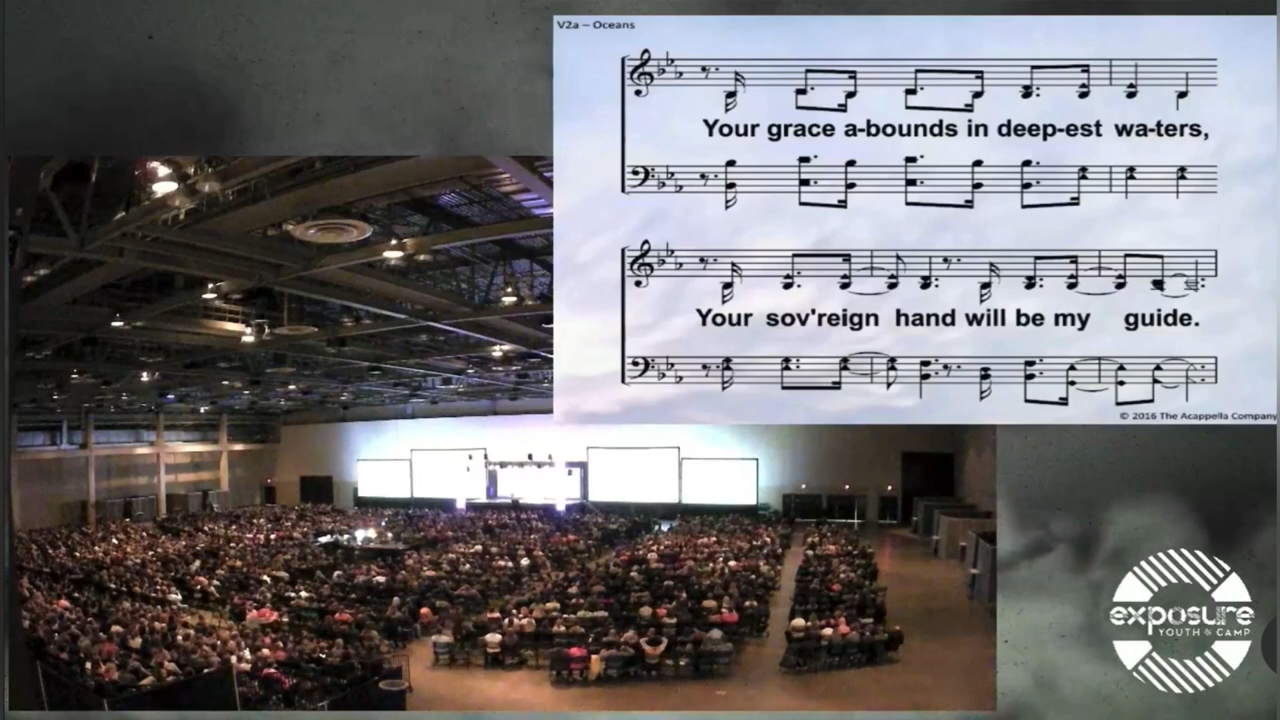 V2a – Oceans
Your grace a-bounds in deep-est wa-ters,
Your sov'reign hand will be my guide.
© 2016 The Acappella Company
exposure
YOUTH CAMP